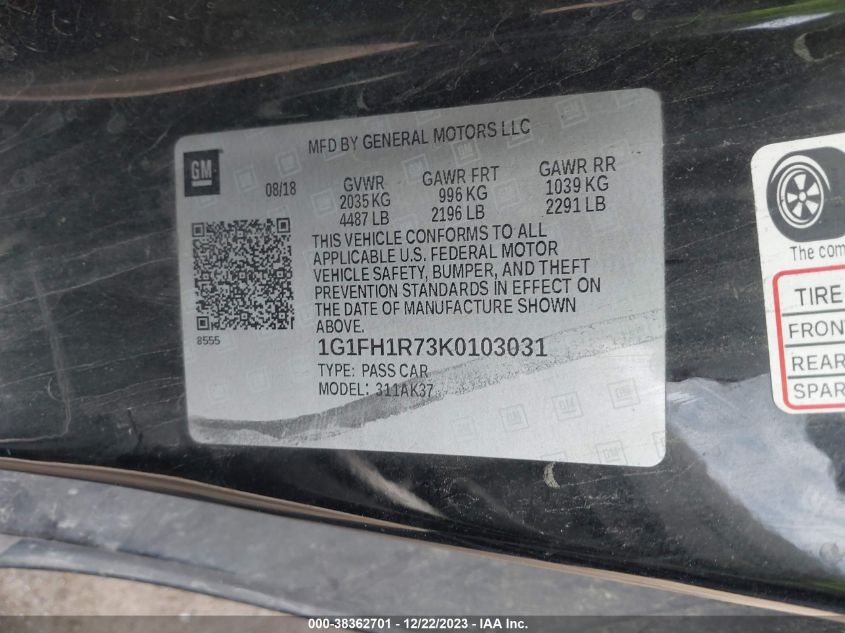 MFD BY GENERAL MOTORS LLC
GM
08/18
GVWR GAWR FRT GAWR RR
2035 KG 996 KG 1039 KG
4487 LB 2196 LB 2291 LB
THIS VEHICLE CONFORMS TO ALL
APPLICABLE U.S. FEDERAL MOTOR
VEHICLE SAFETY, BUMPER, AND THEFT
PREVENTION STANDARDS IN EFFECT ON
THE DATE OF MANUFACTURE SHOWN
ABOVE.
8555
1G1FH1R73K0103031
TYPE: PASS CAR
MODEL: 311AK37
The com
TIRE
FRON
REAR
SPAR
000-38362701 - 12/22/2023 - IAAI.com